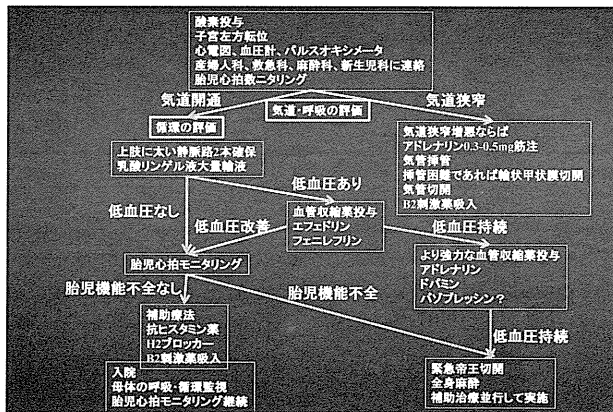 酸素投与
子宮左方転位
心電図、血圧計、パルスオキシメータ
産婦人科、救急科、麻酔科、新生児科に連絡
胎児心拍数ニタリング
気道開通
気道・呼吸の評価
気道狭窄
循環の評価
上肢に太い静脈路2本確保
乳酸リンゲル液大量輸液
気道狭窄増悪ならば
アドレナリン0.3-0.5mg筋注
気管挿管
挿管困難であれば輪状甲状膜切開
気管切開
B2刺激薬吸入
低血圧あり
低血圧なし
低血圧改善
血管収縮薬投与
エフェドリン
フェニレフリン
低血圧持続
胎児心拍モニタリング
より強力な血管収縮薬投与
アドレナリン
ドパミン
バソプレッシン?
胎児機能不全なし
胎児機能不全
低血圧持続
補助療法
抗ヒスタミン薬
H2ブロッカー
B2刺激薬吸入
入院
母体の呼吸・循環監視
胎児心拍モニタリング継続
緊急帝王切開
全身麻酔
補助治療並行して実施